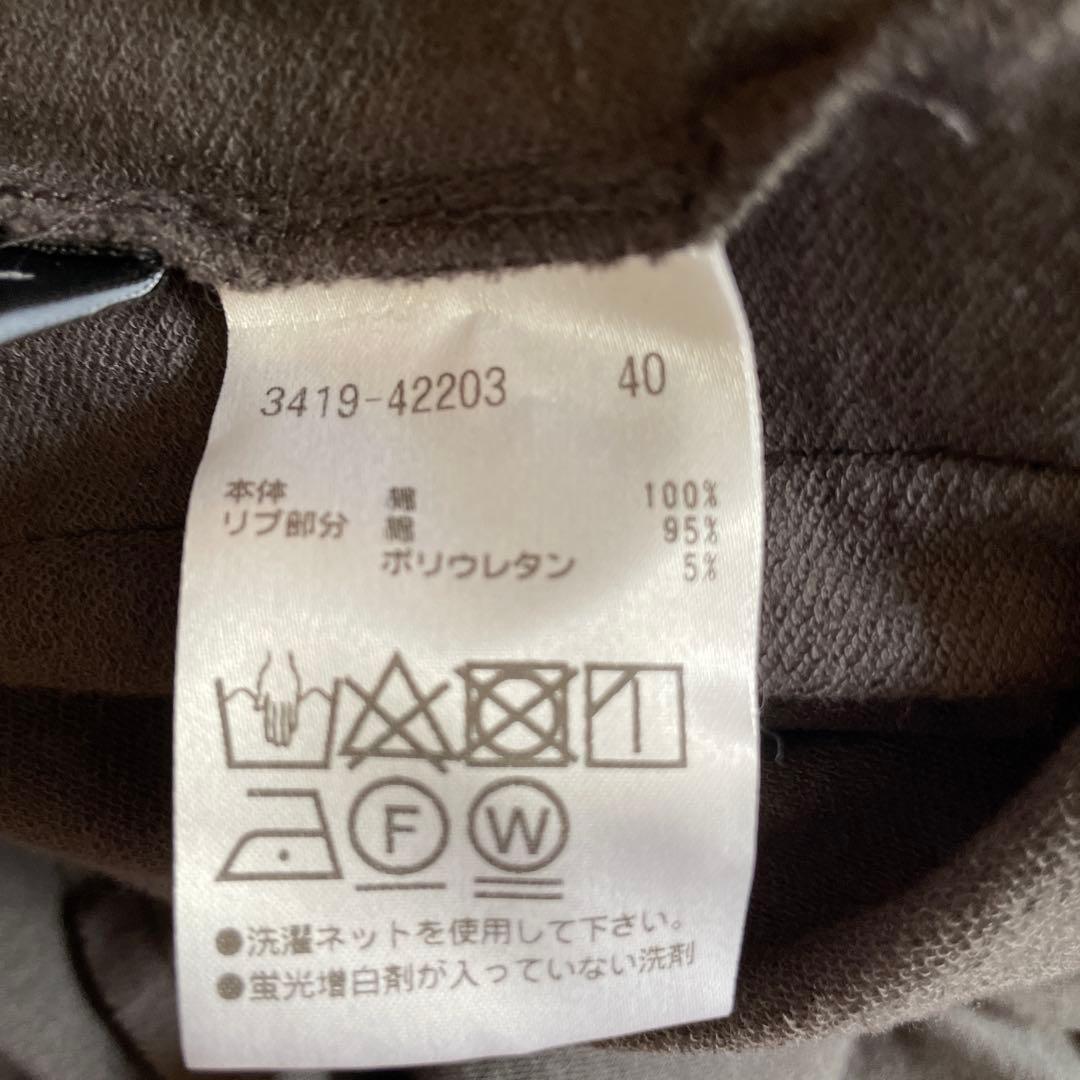 3419-42203 40
本体 綿 100%
リブ部分 綿 95%
ポリウレタン 5%
F W
●洗濯ネットを使用して下さい。
●蛍光増白剤が入っていない洗剤